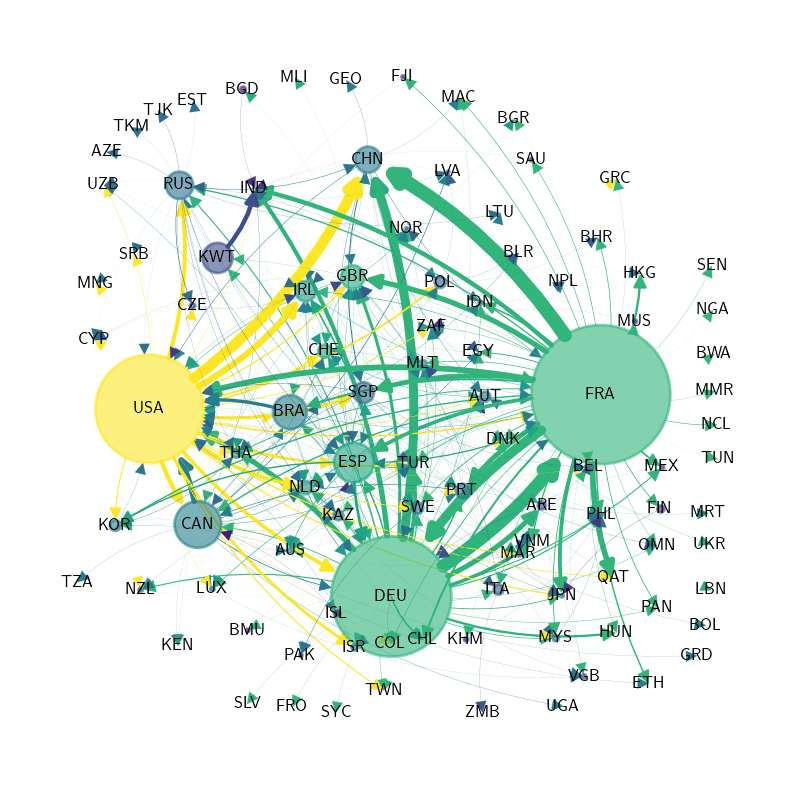 MLI
GEO
FJI
BGD
MAC
EST
TJK
BGR
TKM
AZE
CHN
SAU
LVA
GRC
UZB
RUS
IND
LTU
NOR
BHR
SRB
KWT
BLR
SEN
GBR
HKG
MNG
IRL
POL
NPL
CZE
IDN
NGA
ZAF
MUS
CYP
CHE
EGY
BWA
MLT
SGP
AUT
FRA
MMR
USA
BRA
NCL
DNK
THA
TUN
ESP
TUR
BEL
MEX
NLD
PRT
SWE
ARE
FIN
KOR
CAN
KAZ
PHL
MRT
VNM
AUS
MAR
OMN
UKR
TZA
NZL
LUX
DEU
ITA
JPN
QAT
LBN
ISL
PAN
BMU
BOL
KEN
PAK
ISR
COL
CHL
KHM
MYS
HUN
GRD
TWN
VGB
ETH
SLV
FRO
SYC
ZMB
UGA